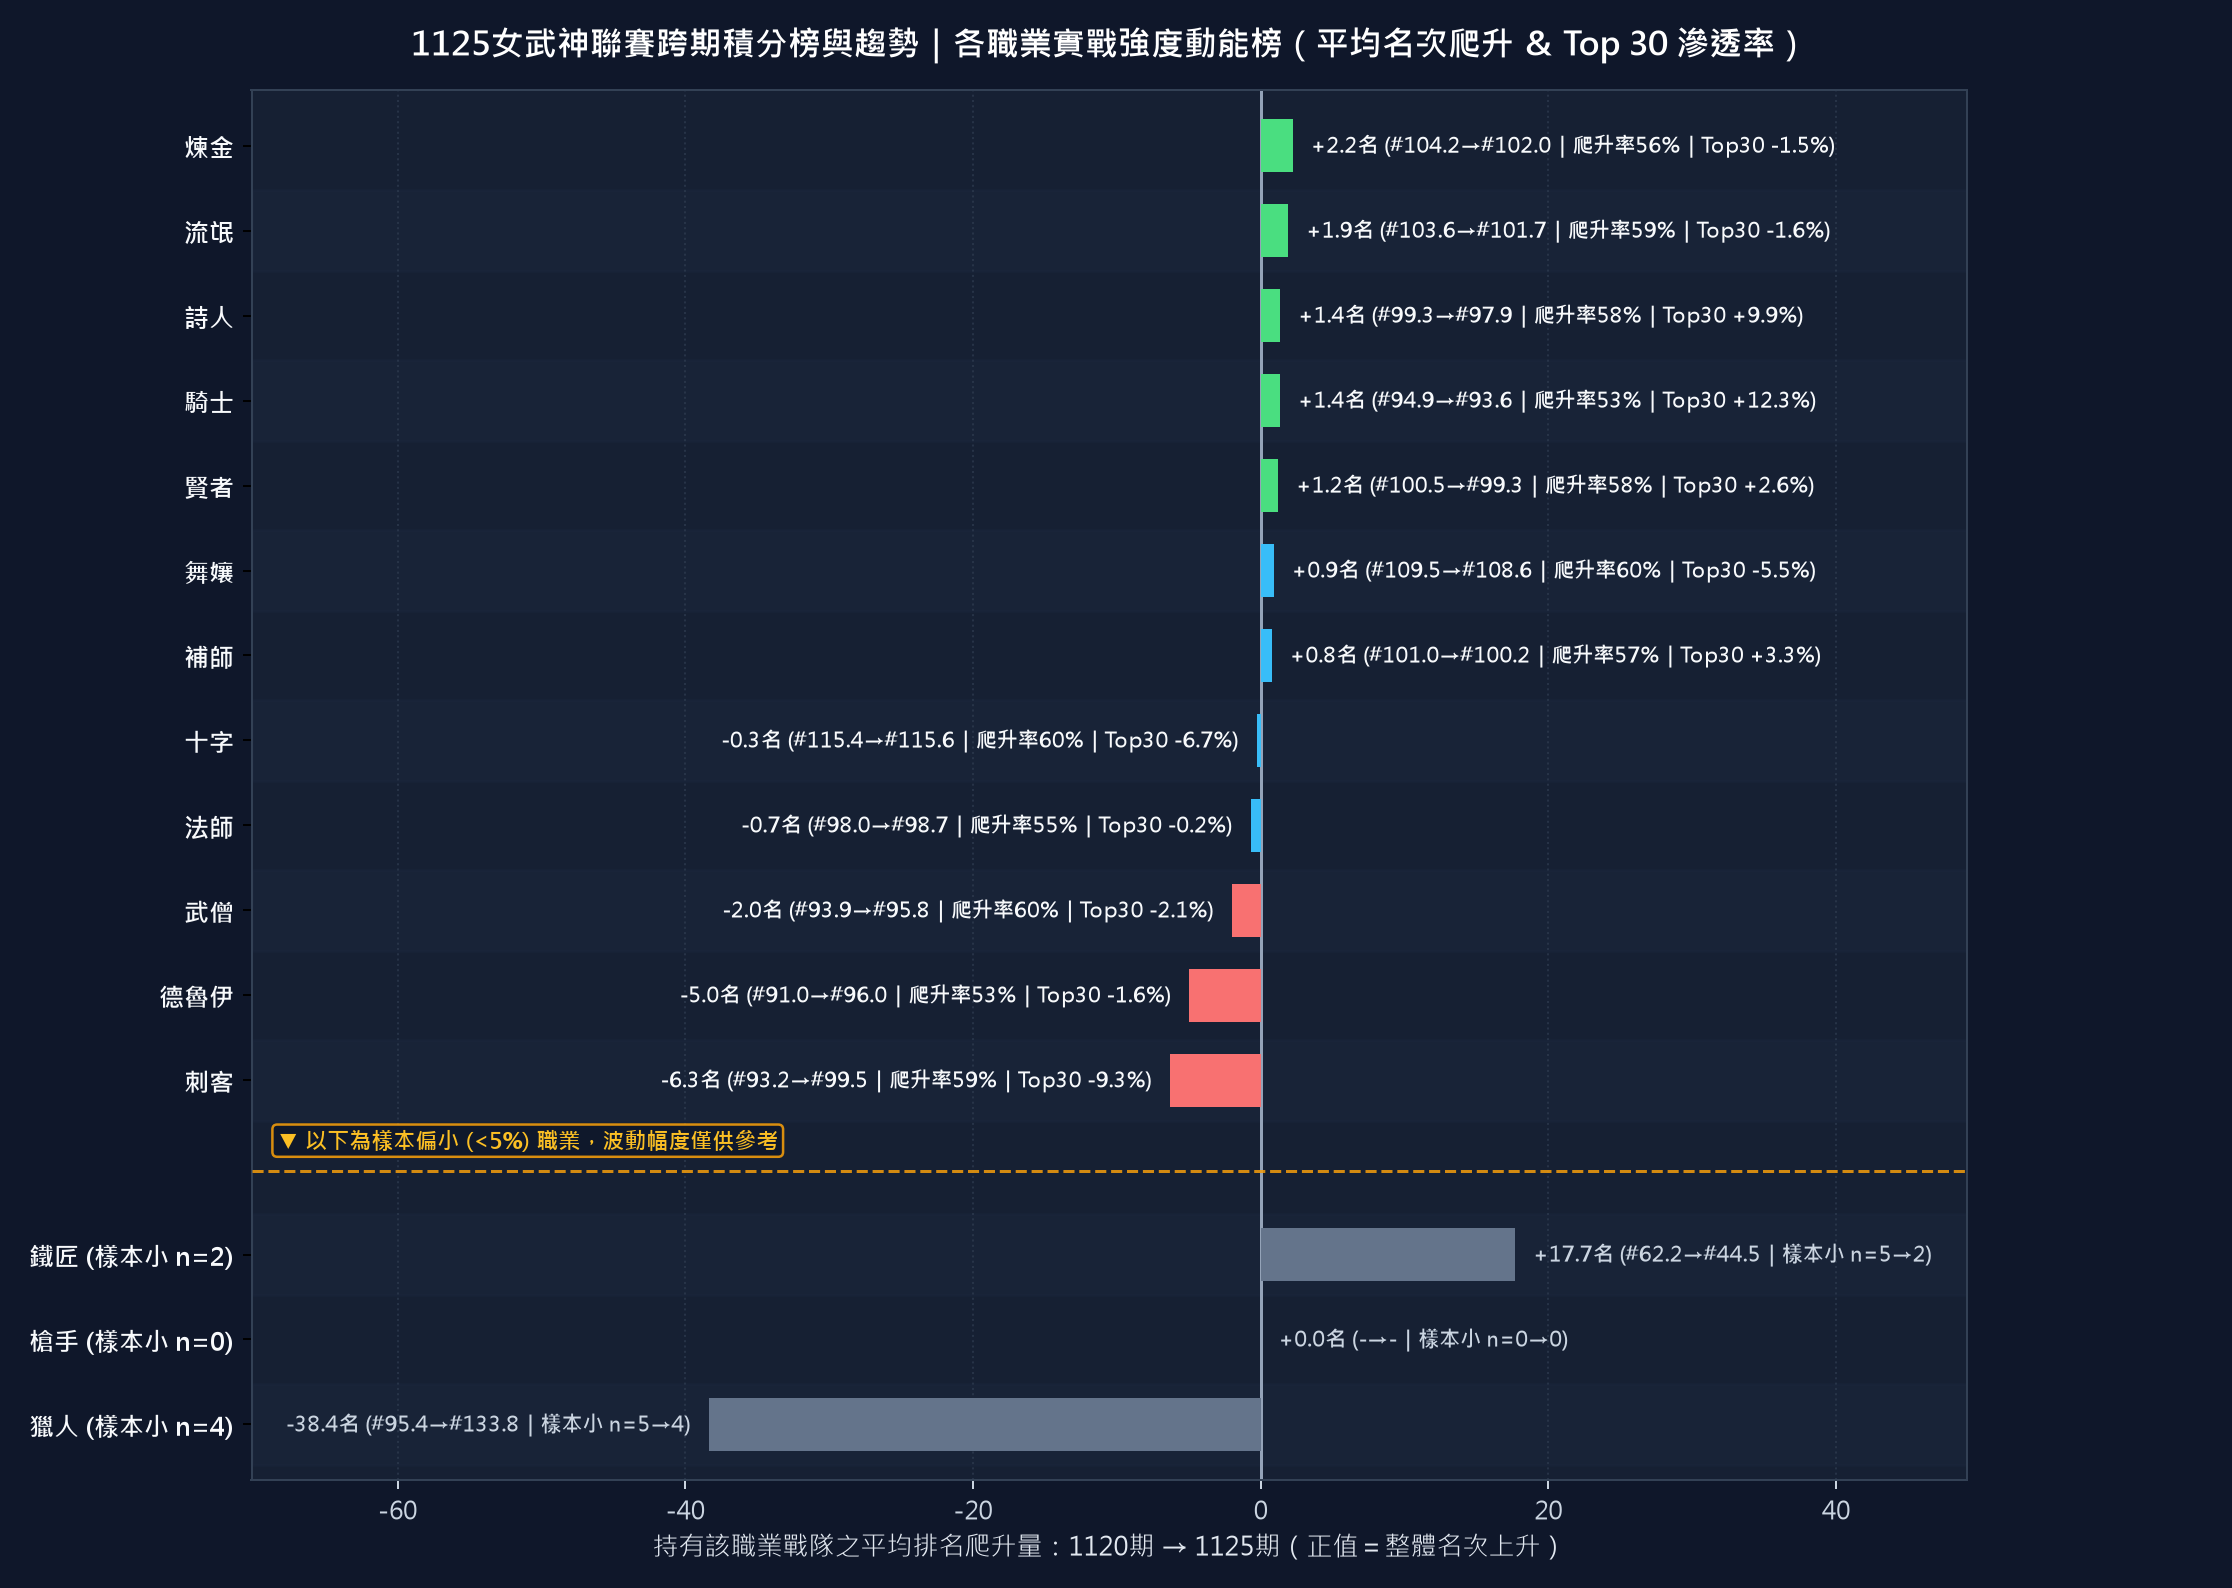 1125女武神聯賽跨期積分榜與趨勢 | 各職業實戰強度動能榜 ( 平均名次爬升 & Top 30 滲透率 )
煉金 +2.2名 (#104.2→#102.0 | 爬升率56% | Top30 -1.5%)
流氓 +1.9名 (#103.6→#101.7 | 爬升率59% | Top30 -1.6%)
詩人 +1.4名 (#99.3→#97.9 | 爬升率58% | Top30 +9.9%)
騎士 +1.4名 (#94.9→#93.6 | 爬升率53% | Top30 +12.3%)
賢者 +1.2名 (#100.5→#99.3 | 爬升率58% | Top30 +2.6%)
舞孃 +0.9名 (#109.5→#108.6 | 爬升率60% | Top30 -5.5%)
補師 +0.8名 (#101.0→#100.2 | 爬升率57% | Top30 +3.3%)
十字 -0.3名 (#115.4→#115.6 | 爬升率60% | Top30 -6.7%)
法師 -0.7名 (#98.0→#98.7 | 爬升率55% | Top30 -0.2%)
武僧 -2.0名 (#93.9→#95.8 | 爬升率60% | Top30 -2.1%)
德魯伊 -5.0名 (#91.0→#96.0 | 爬升率53% | Top30 -1.6%)
刺客 -6.3名 (#93.2→#99.5 | 爬升率59% | Top30 -9.3%)
▼ 以下為樣本偏小 (<5%) 職業，波動幅度僅供參考
鐵匠 (樣本小 n=2) +17.7名 (#62.2→#44.5 | 樣本小 n=5→2)
槍手 (樣本小 n=0) +0.0名 (-→- | 樣本小 n=0→0)
獵人 (樣本小 n=4) -38.4名 (#95.4→#133.8 | 樣本小 n=5→4)
-60 -40 -20 0 20 40
持有該職業戰隊之平均排名爬升量：1120期 → 1125期 ( 正值 = 整體名次上升 )